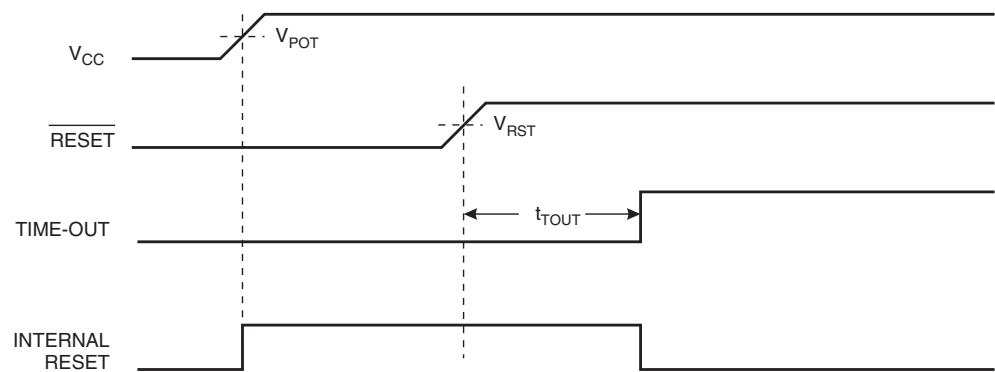 V_CC
V_POT
RESET
V_RST
TIME-OUT
t_TOUT
INTERNAL
RESET